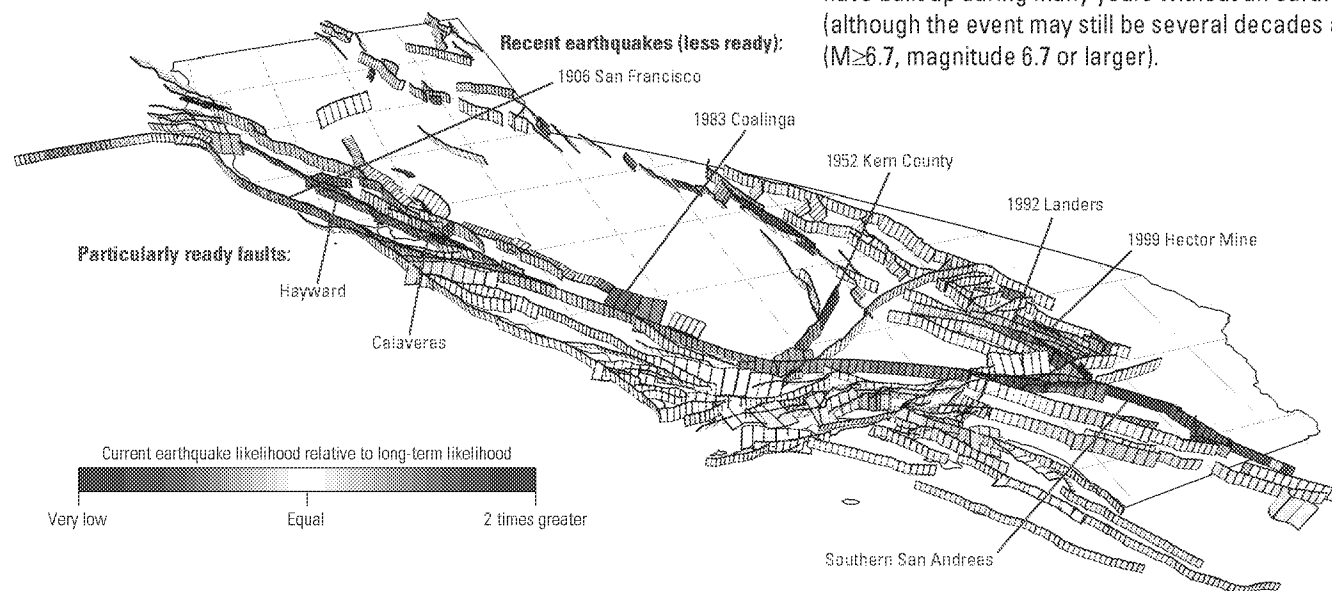 have built up during many years without an
(although the event may still be several decades
(M≥6.7, magnitude 6.7 or larger).
Recent earthquakes (less ready):
1906 San Francisco
1983 Coalinga
1952 Kern County
1992 Landers
1999 Hector Mine
Particularly ready faults:
Hayward
Calaveras
Southern San Andreas
Current earthquake likelihood relative to long-term likelihood
Very low
Equal
2 times greater